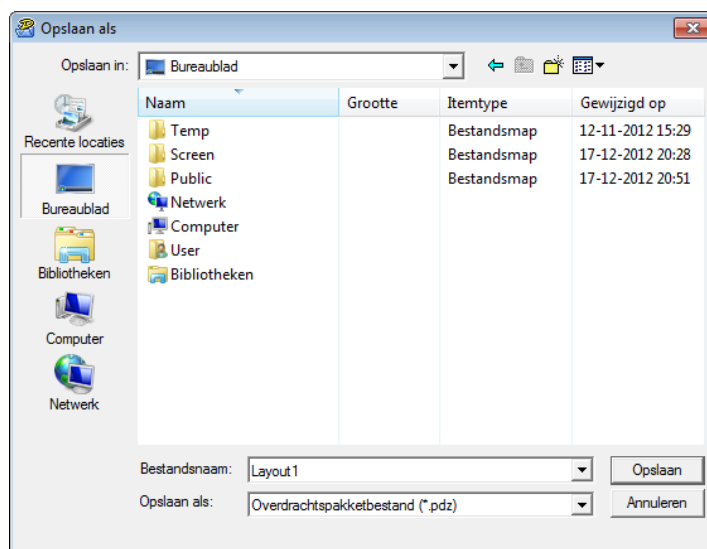 Opslaan als
Opslaan in: Bureaublad
Recente locaties
Bureaublad
Bibliotheken
Computer
Netwerk
Naam Grootte Itemtype Gewijzigd op
Temp Bestandsmap 12-11-2012 15:29
Screen Bestandsmap 17-12-2012 20:28
Public Bestandsmap 17-12-2012 20:51
Netwerk
Computer
User
Bibliotheken
Bestandsnaam: Layout1 Opslaan
Opslaan als: Overdrachtspakketbestand (*.pdz) Annuleren